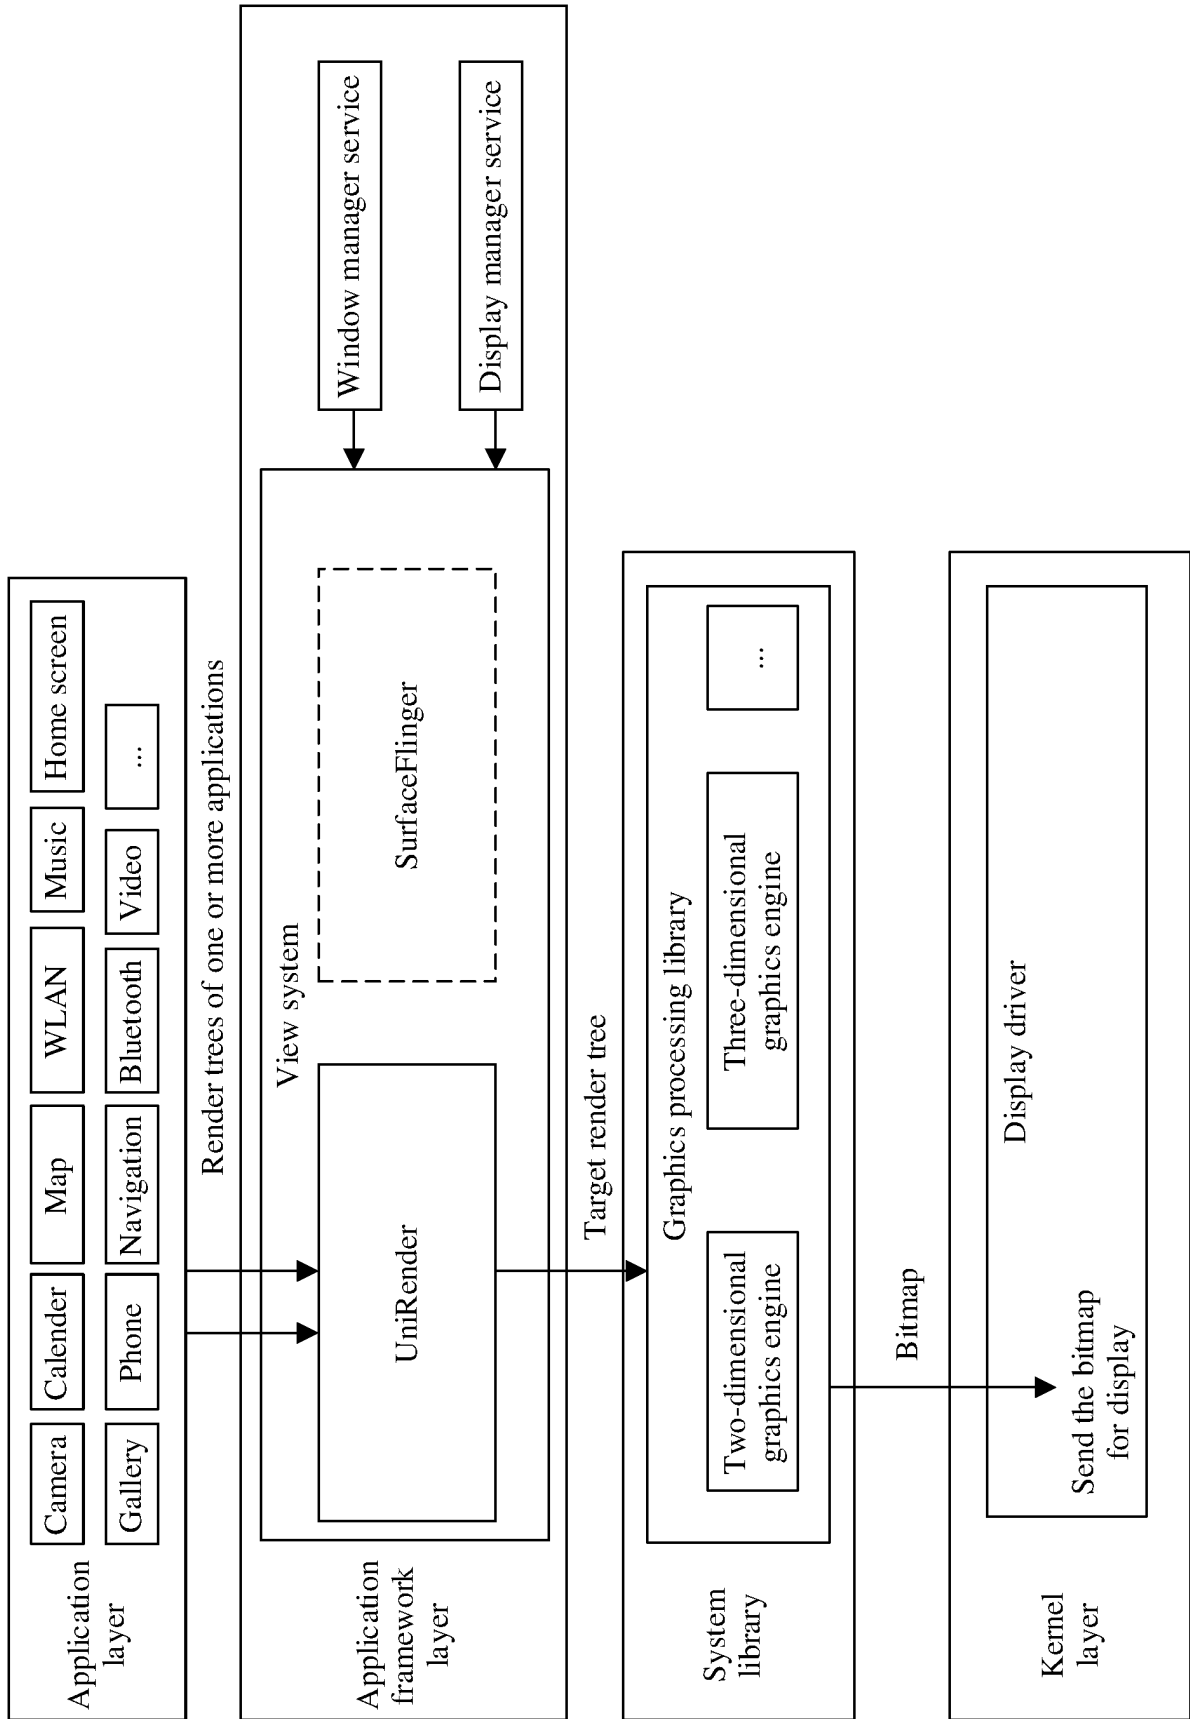 Application
layer
Camera
Calender
Map
WLAN
Music
Home screen
Gallery
Phone
Navigation
Bluetooth
Video
...
Render trees of one or more applications
Application
framework
layer
View system
UniRender
SurfaceFlinger
Window manager service
Display manager service
Target render tree
System
library
Graphics processing library
Two-dimensional
graphics engine
Three-dimensional
graphics engine
...
Bitmap
Kernel
layer
Display driver
Send the bitmap
for display